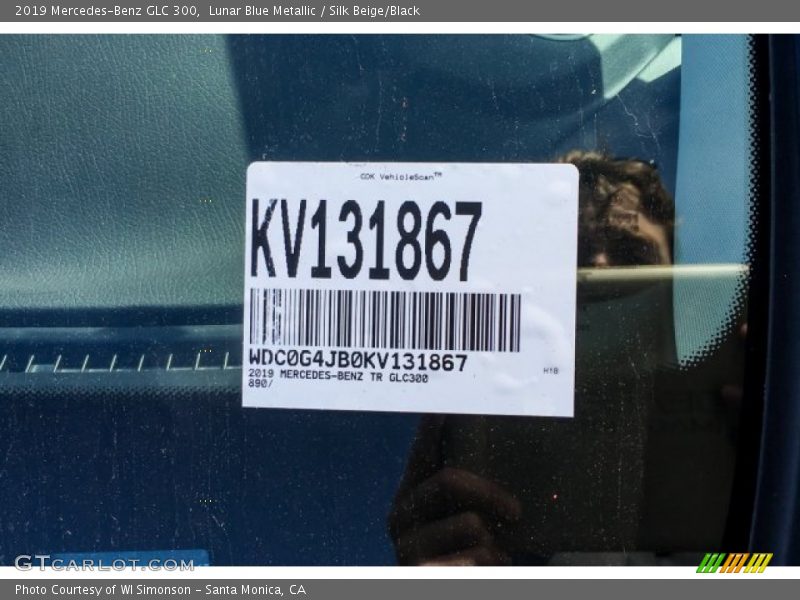 2019 Mercedes-Benz GLC 300, Lunar Blue Metallic / Silk Beige/Black
CDK VehicleScan™
KV131867
WDC0G4JB0KV131867
2019 MERCEDES-BENZ TR GLC300
890/
H1B
GTCARLOT.COM
Photo Courtesy of WI Simonson - Santa Monica, CA